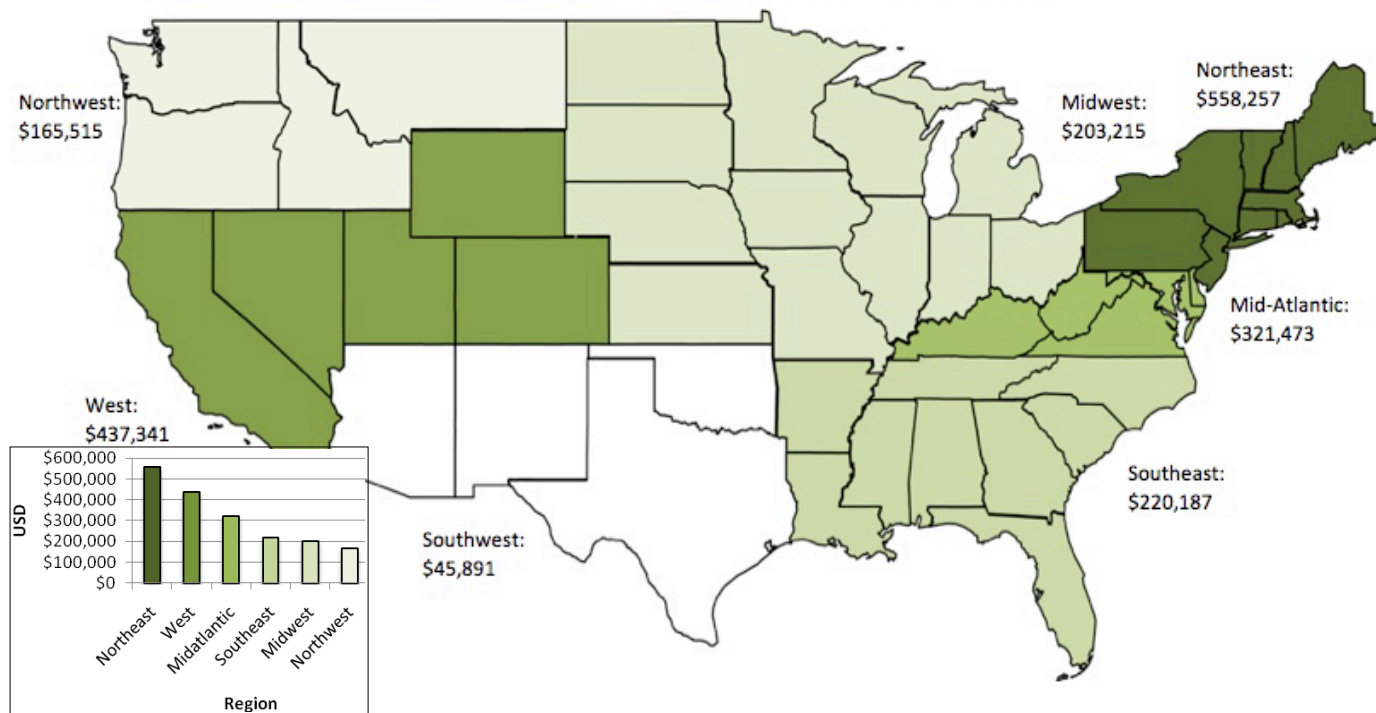 Northwest:
$165,515
Midwest:
$203,215
Northeast:
$558,257
Mid-Atlantic:
$321,473
West:
$437,341
Southeast:
$220,187
Southwest:
$45,891
$600,000
$500,000
$400,000
$300,000
$200,000
$100,000
$0
USD
Northeast
West
Midatlantic
Southeast
Midwest
Northwest
Region